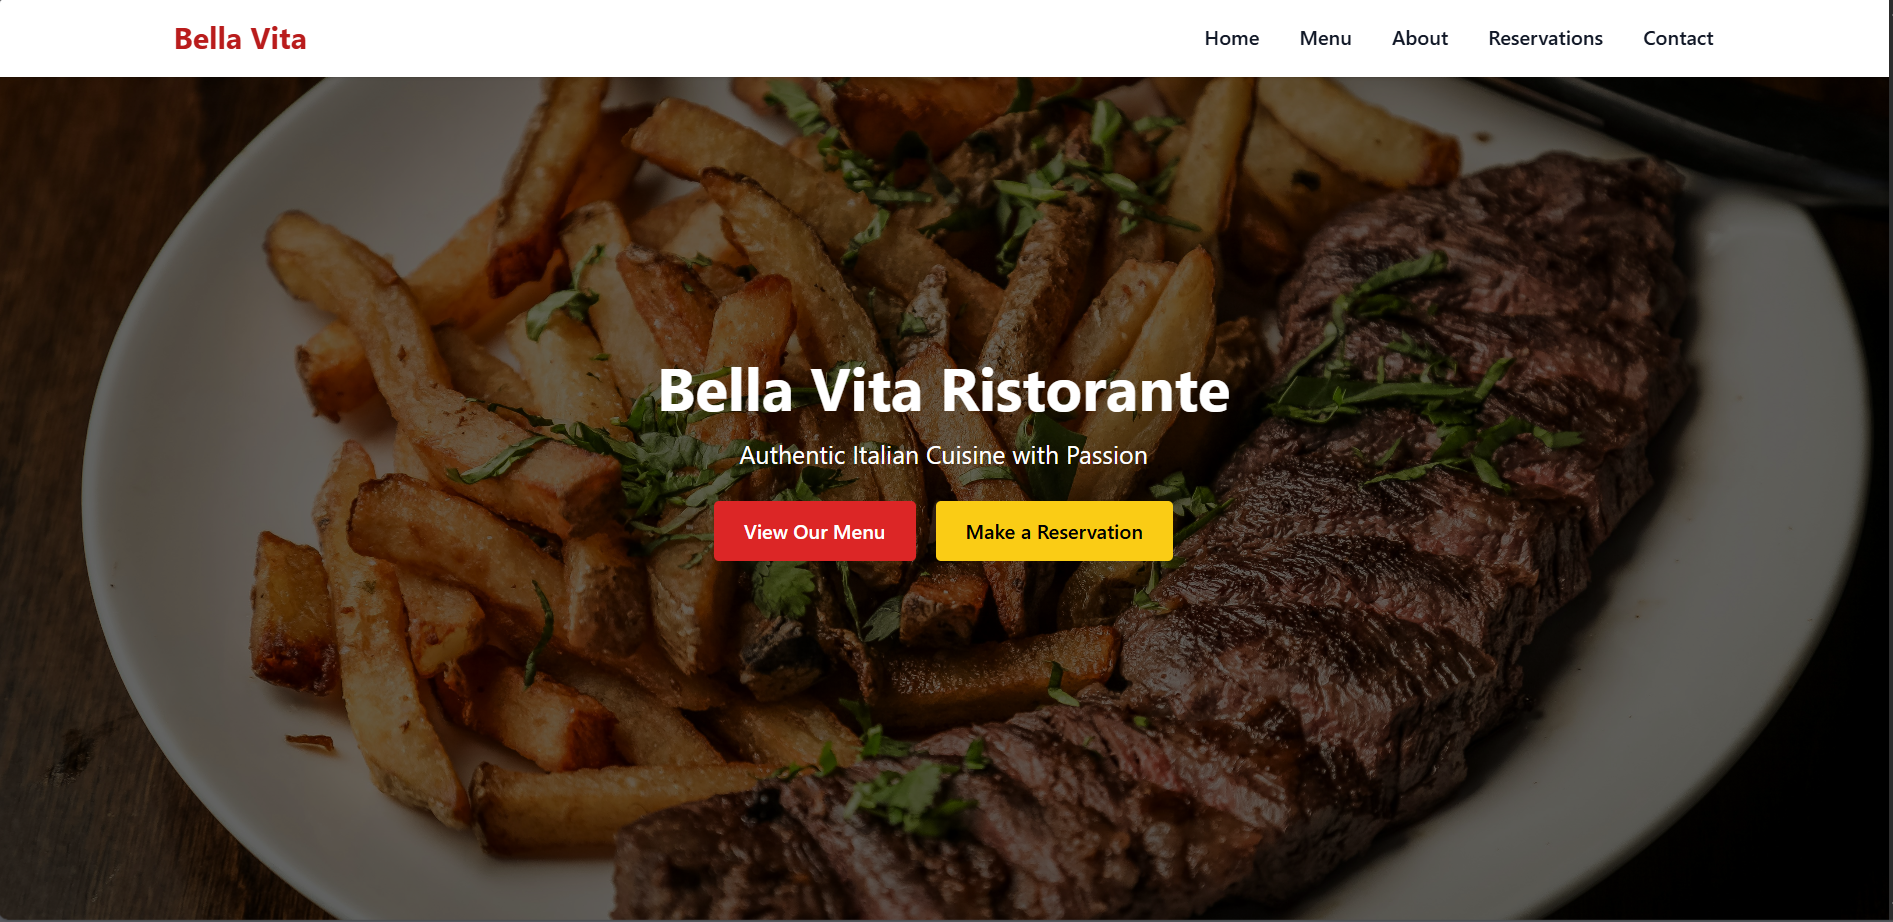 Bella Vita
Home Menu About Reservations Contact
Bella Vita Ristorante
Authentic Italian Cuisine with Passion
View Our Menu Make a Reservation